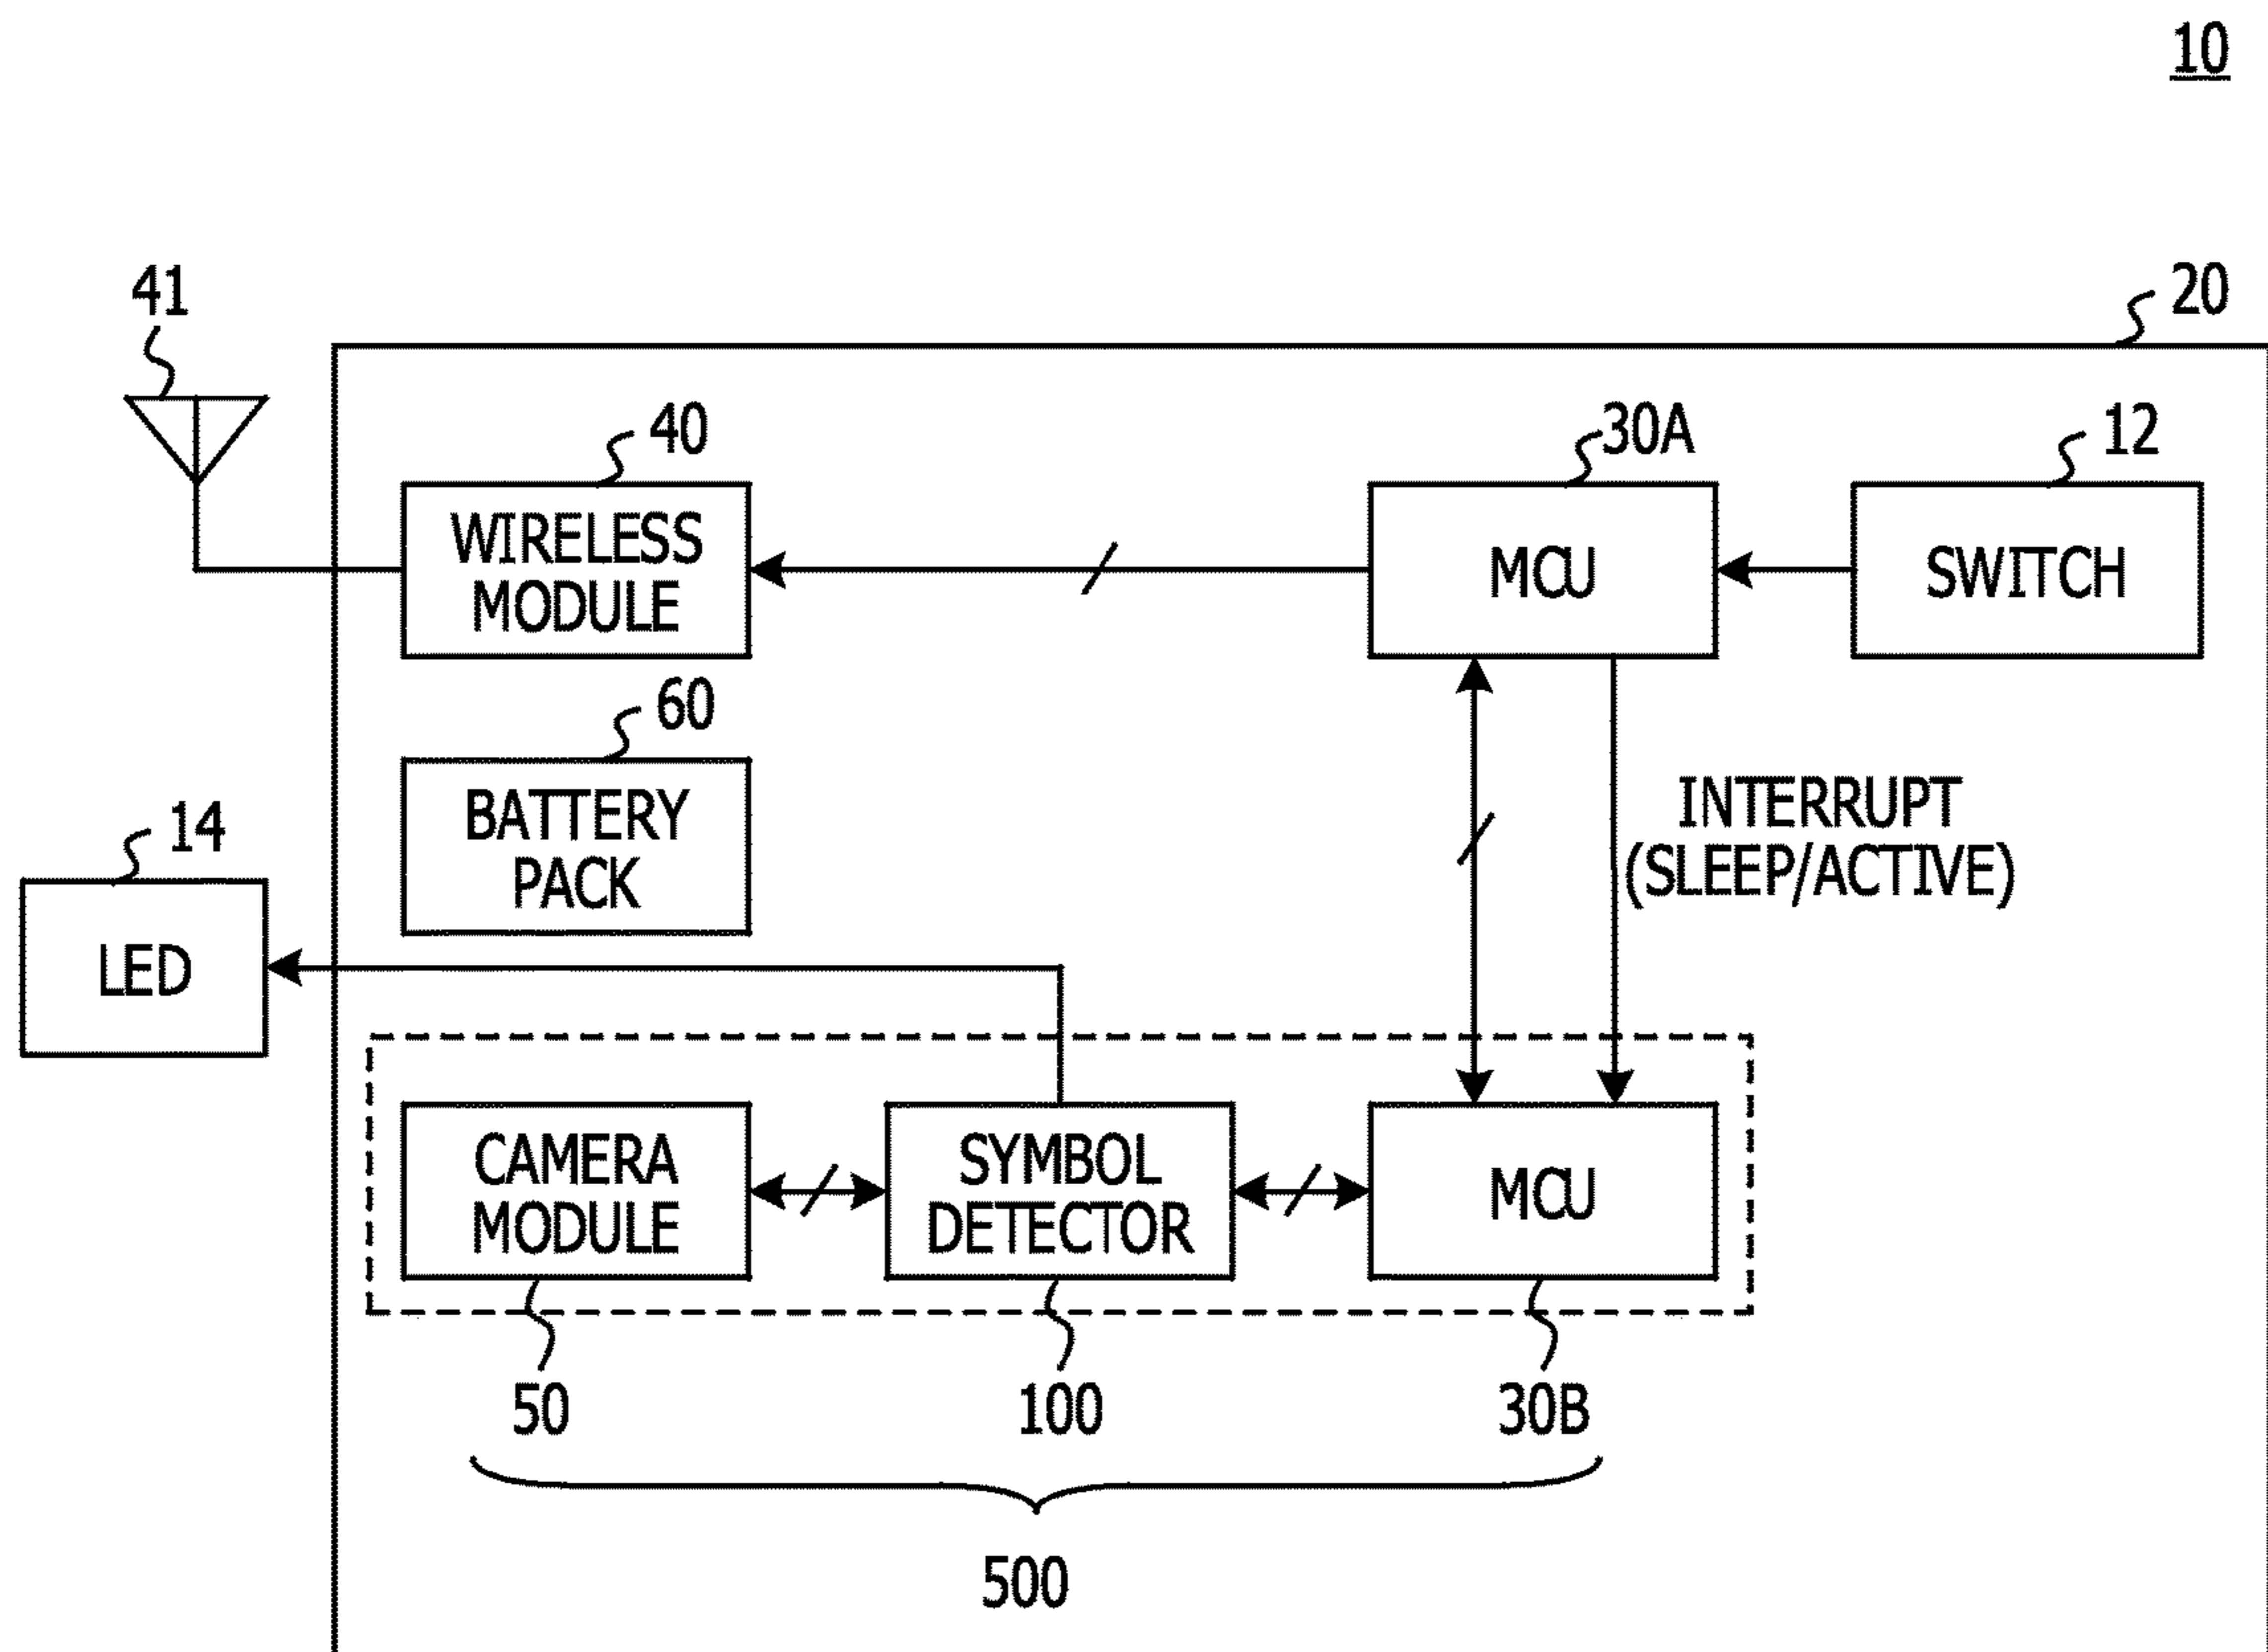 10
41
20
40
30A
12
WIRELESS
MODULE
MCU
SWITCH
60
BATTERY
PACK
INTERRUPT
(SLEEP/ACTIVE)
14
LED
CAMERA
MODULE
SYMBOL
DETECTOR
MCU
50
100
30B
500